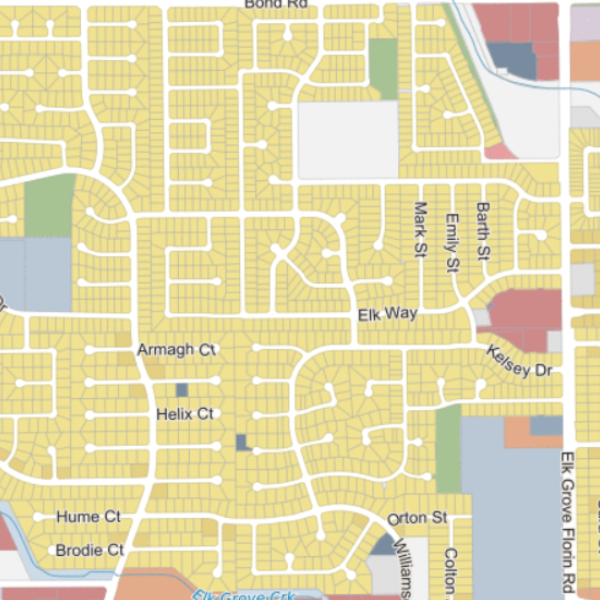 Bond Rd
Mark St
Emily St
Barth St
Elk Way
Armagh Ct
Kelsey Dr
Helix Ct
Elk Grove Florin Rd
Hume Ct
Orton St
Brodie Ct
Williams
Colton
Elk Grove Crk